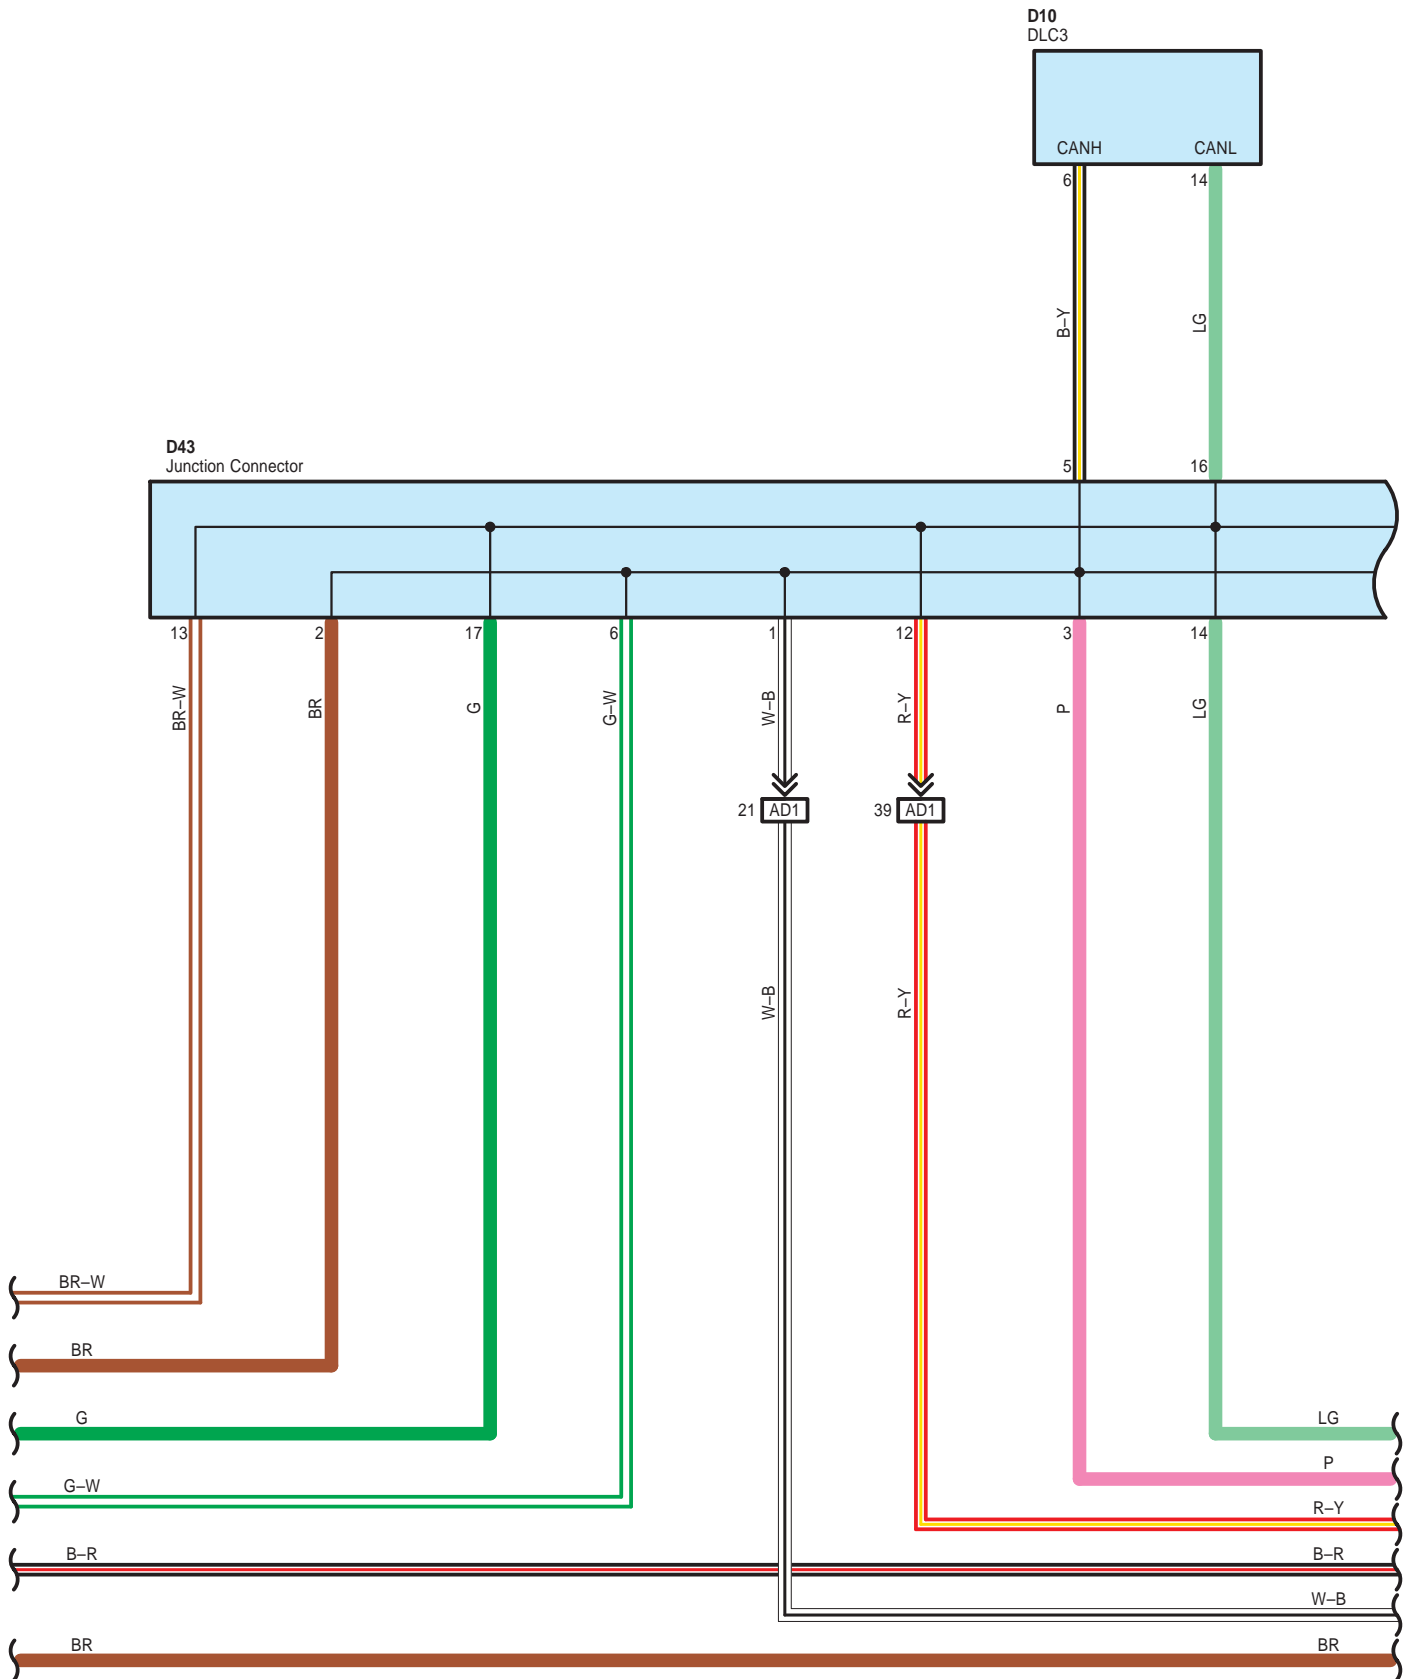 D10
DLC3
CANH CANL
6 14
B–Y LG
D43
Junction Connector
5 16
13 2 17 6 1 12 3 14
BR–W BR G G–W W–B R–Y P LG
21 AD1 39 AD1
W–B R–Y
BR–W
BR
G LG
P
G–W
R–Y
B–R B–R
W–B
BR BR